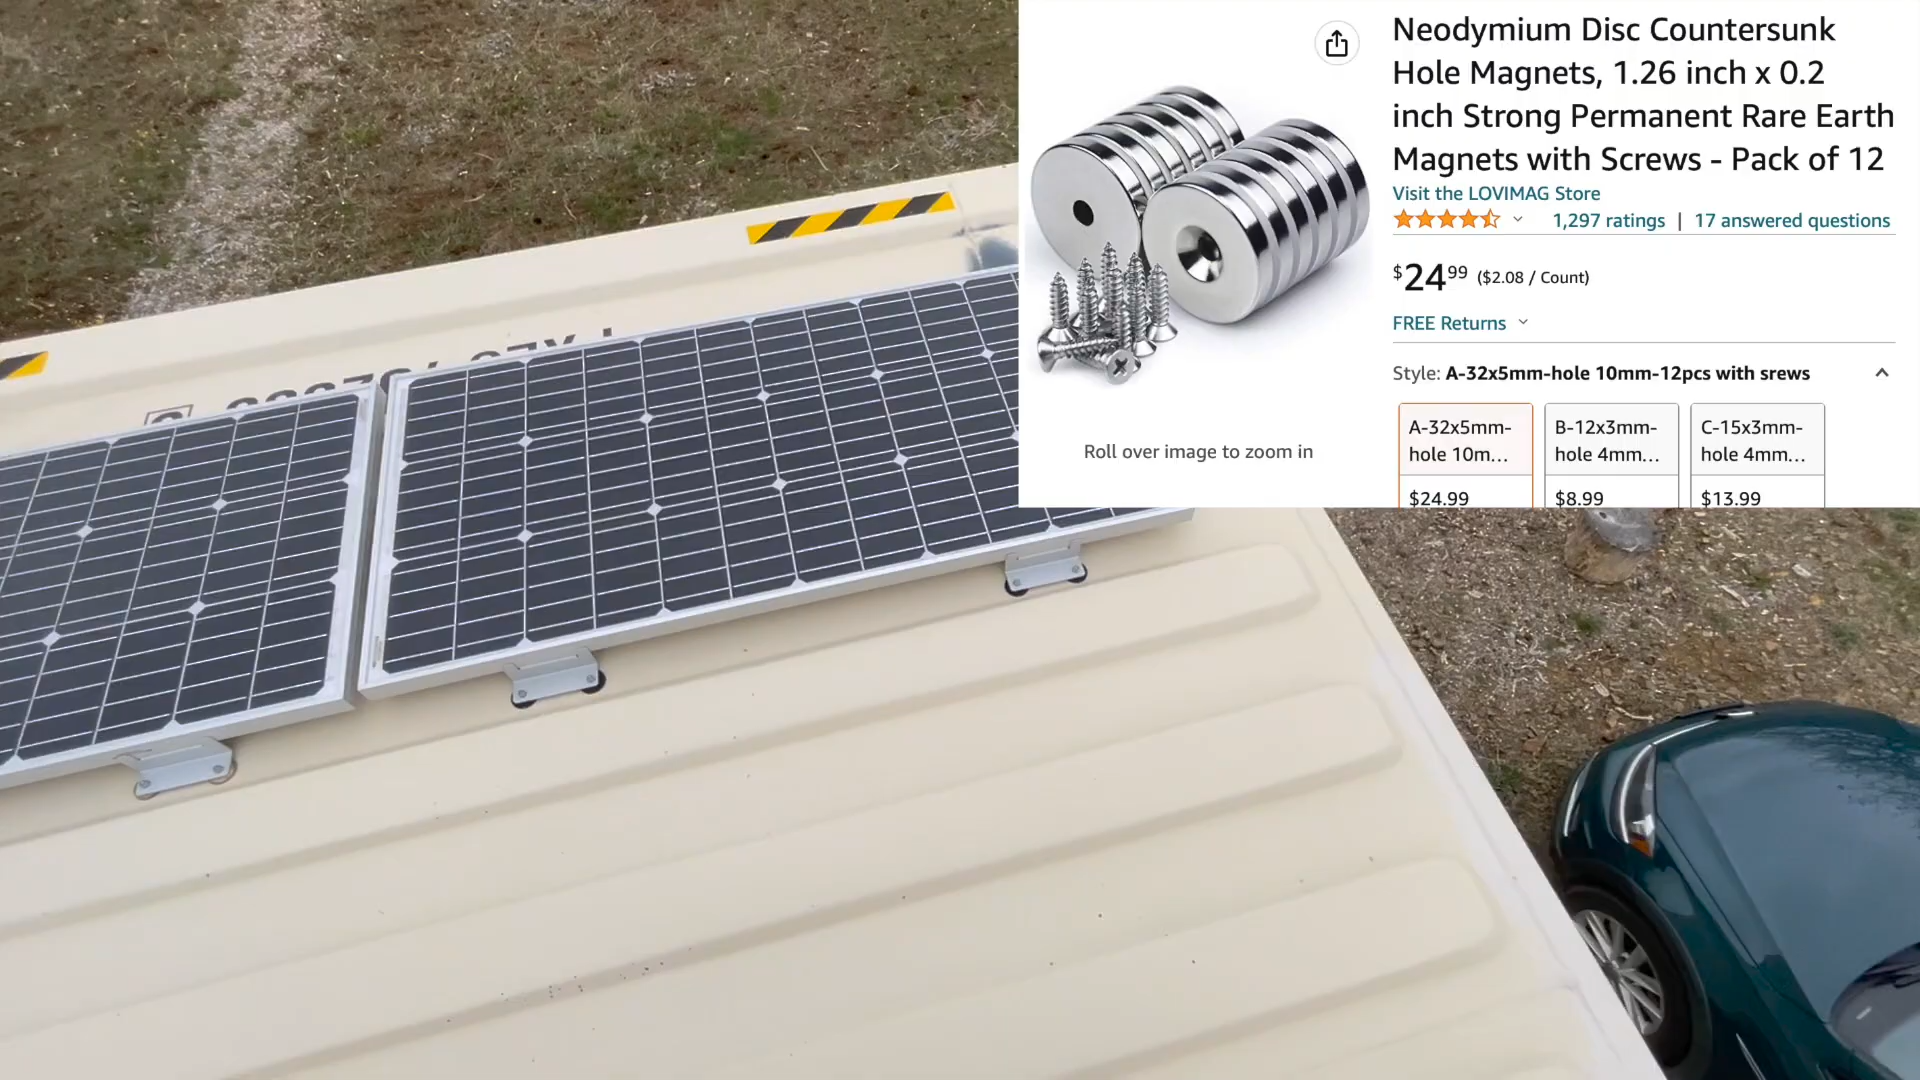 Neodymium Disc Countersunk
Hole Magnets, 1.26 inch x 0.2
inch Strong Permanent Rare Earth
Magnets with Screws - Pack of 12
Visit the LOVIMAG Store
1,297 ratings | 17 answered questions
$24.99 ($2.08 / Count)
FREE Returns
Style: A-32x5mm-hole 10mm-12pcs with srews
A-32x5mm-
hole 10m...
$24.99
B-12x3mm-
hole 4mm...
$8.99
C-15x3mm-
hole 4mm...
$13.99
Roll over image to zoom in